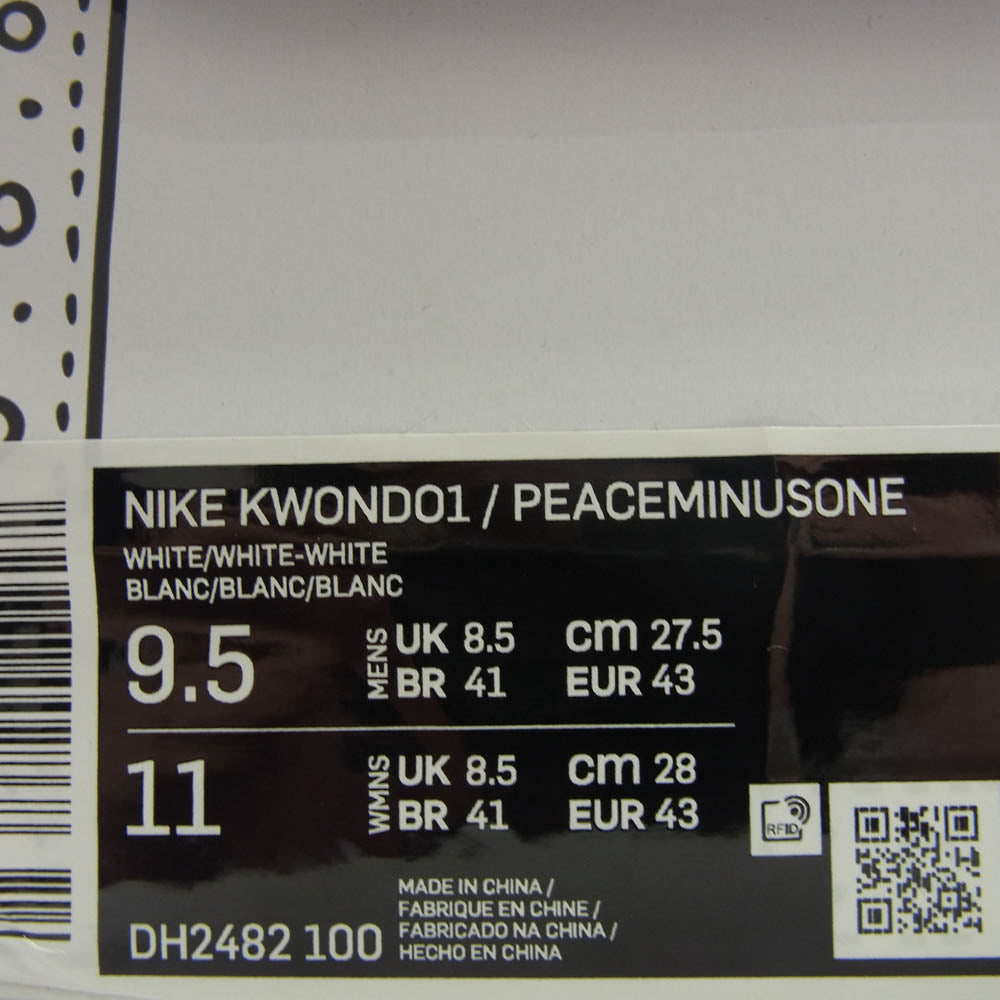 NIKE KWONDO1 / PEACEMINUSONE
WHITE/WHITE-WHITE
BLANC/BLANC/BLANC
9.5 MENS UK 8.5 cm 27.5
BR 41 EUR 43
11 WMNS UK 8.5 cm 28
BR 41 EUR 43
RFID
MADE IN CHINA /
FABRIQUE EN CHINE /
FABRICADO NA CHINA /
HECHO EN CHINA
DH2482 100